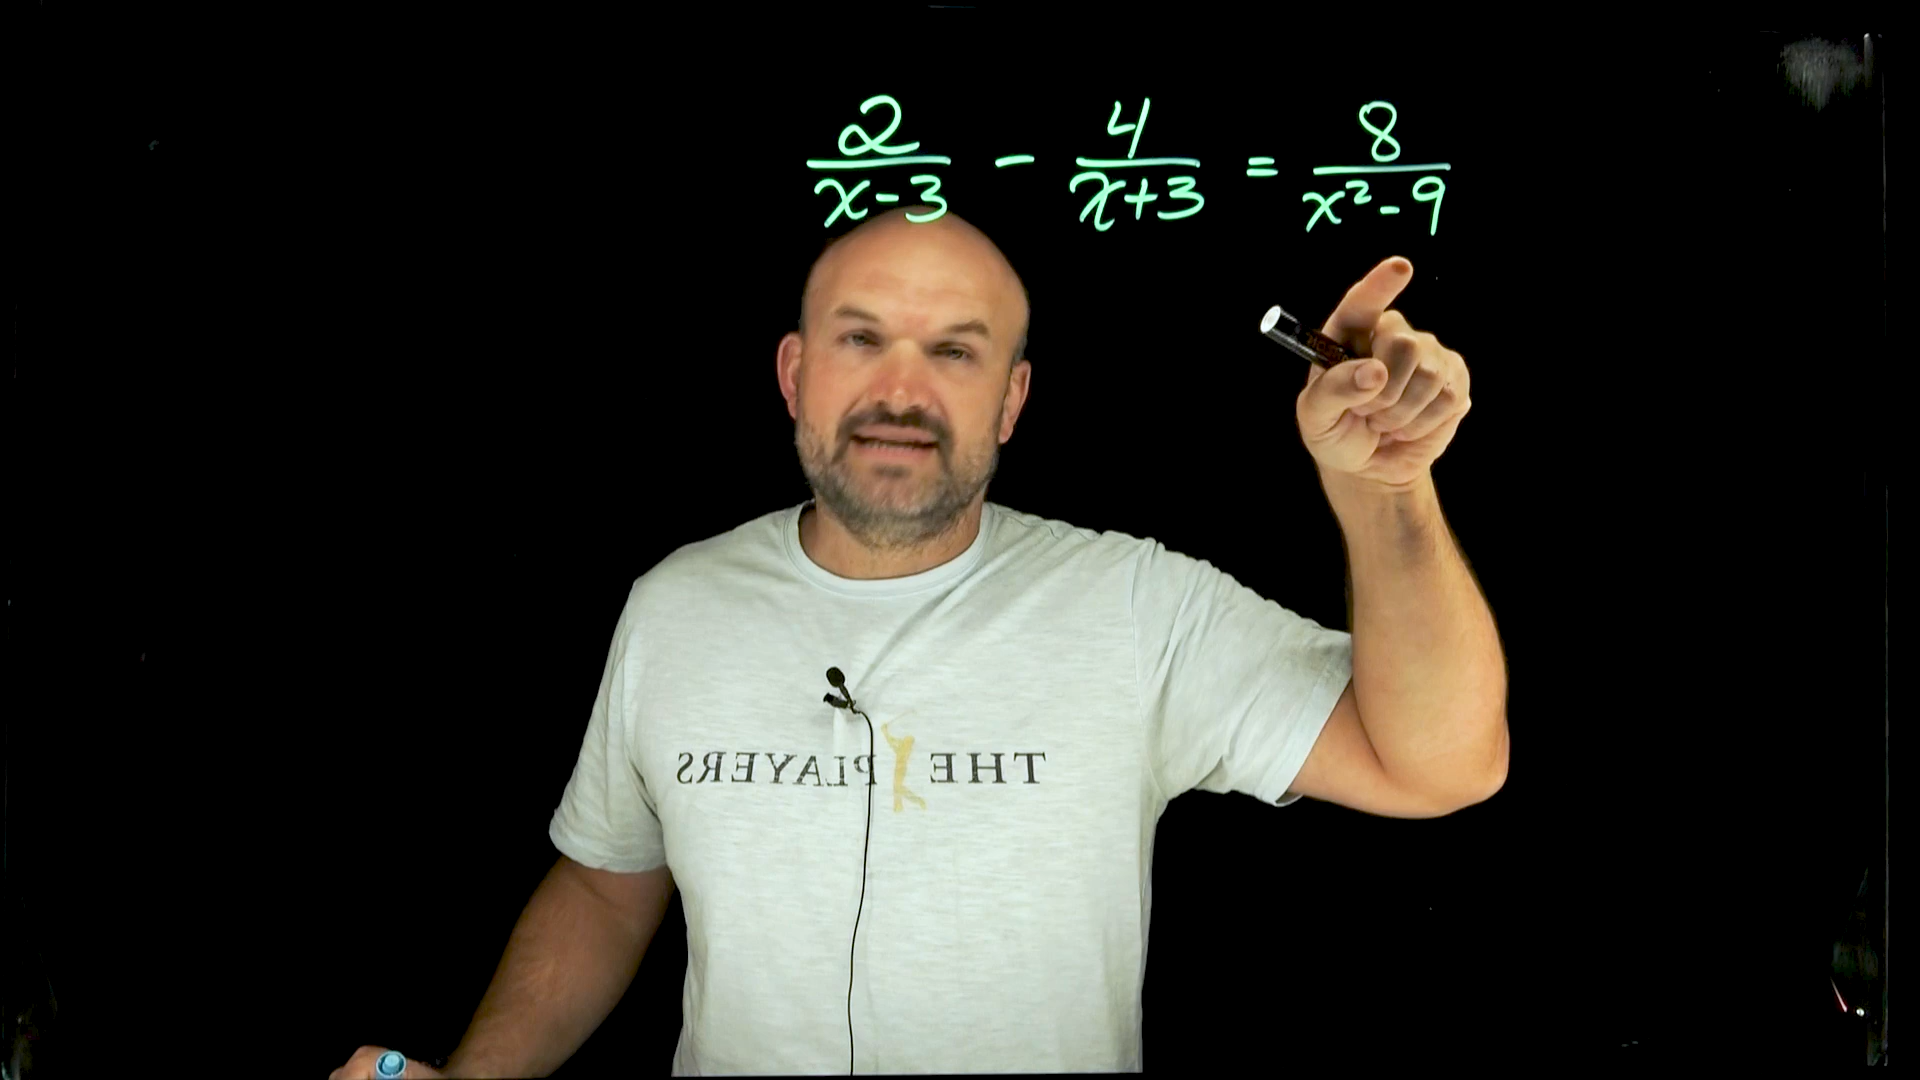 2/(x-3) - 4/(x+3) = 8/(x²-9)
THE PLAYERS